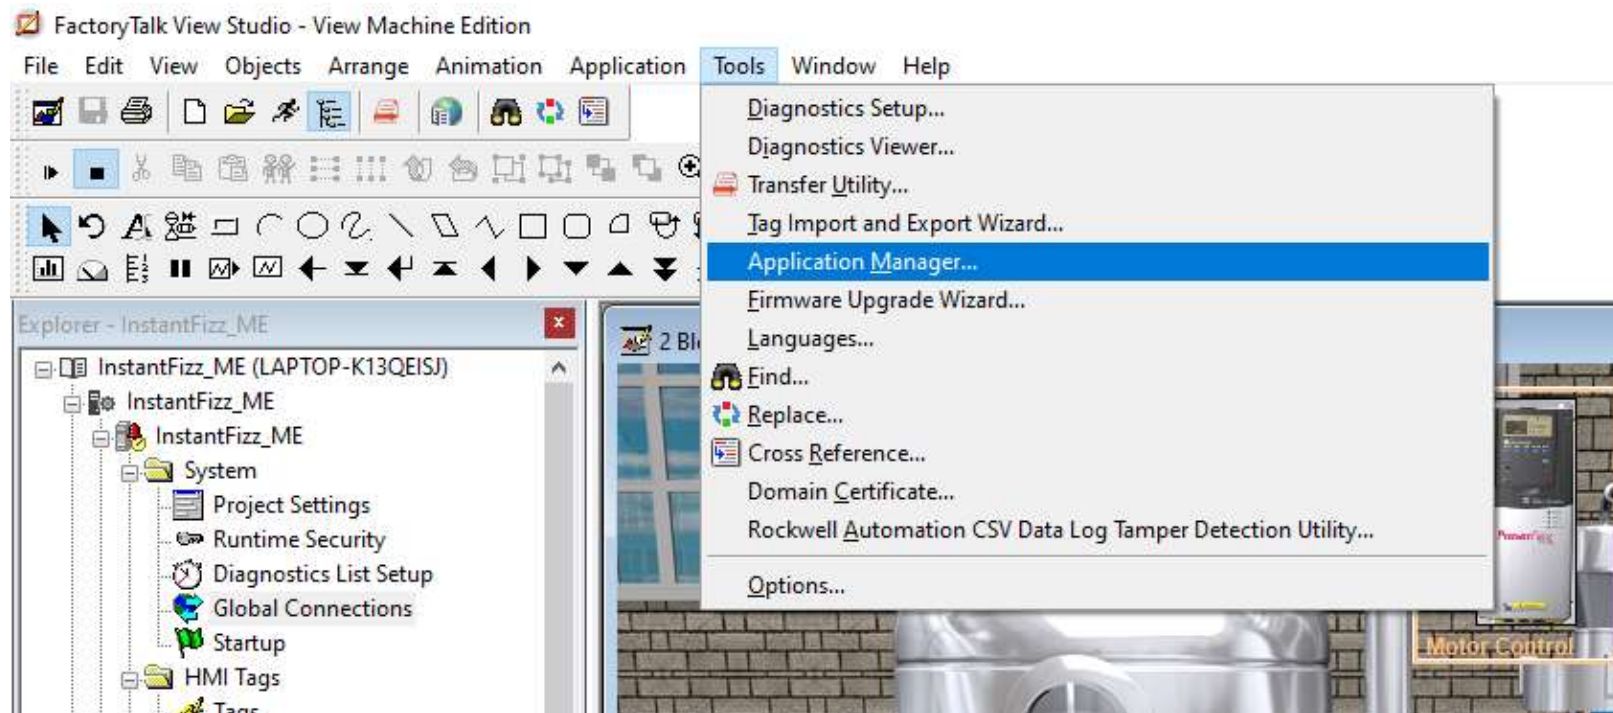 FactoryTalk View Studio - View Machine Edition
File Edit View Objects Arrange Animation Application Tools Window Help
Diagnostics Setup...
Diagnostics Viewer...
Transfer Utility...
Tag Import and Export Wizard...
Application Manager...
Firmware Upgrade Wizard...
Languages...
Find...
Replace...
Cross Reference...
Domain Certificate...
Rockwell Automation CSV Data Log Tamper Detection Utility...
Options...
Explorer - InstantFizz_ME
InstantFizz_ME (LAPTOP-K13QEISJ)
InstantFizz_ME
InstantFizz_ME
System
Project Settings
Runtime Security
Diagnostics List Setup
Global Connections
Startup
HMI Tags
Tags
2 Ble
Motor Control